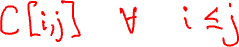 C[i,j] ∀ i ≤ j